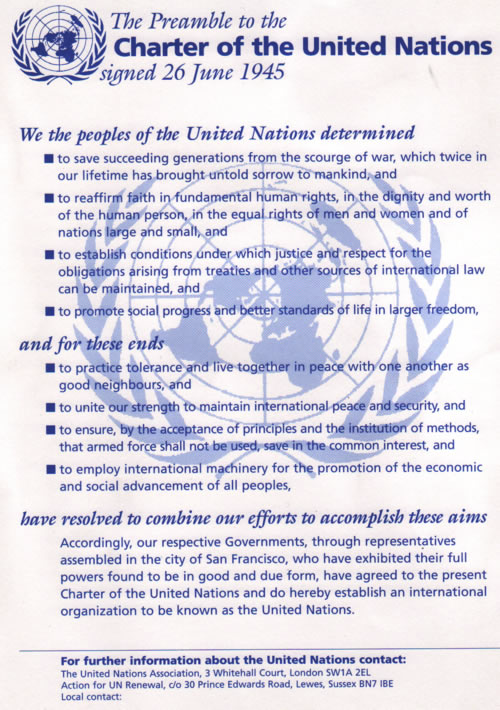 The Preamble to the
Charter of the United Nations
signed 26 June 1945
We the peoples of the United Nations determined
■ to save succeeding generations from the scourge of war, which twice in
our lifetime has brought untold sorrow to mankind, and
■ to reaffirm faith in fundamental human rights, in the dignity and worth
of the human person, in the equal rights of men and women and of
nations large and small, and
■ to establish conditions under which justice and respect for the
obligations arising from treaties and other sources of international law
can be maintained, and
■ to promote social progress and better standards of life in larger freedom,
and for these ends
■ to practice tolerance and live together in peace with one another as
good neighbours, and
■ to unite our strength to maintain international peace and security, and
■ to ensure, by the acceptance of principles and the institution of methods,
that armed force shall not be used, save in the common interest, and
■ to employ international machinery for the promotion of the economic
and social advancement of all peoples,
have resolved to combine our efforts to accomplish these aims
Accordingly, our respective Governments, through representatives
assembled in the city of San Francisco, who have exhibited their full
powers found to be in good and due form, have agreed to the present
Charter of the United Nations and do hereby establish an international
organization to be known as the United Nations.
For further information about the United Nations contact:
The United Nations Association, 3 Whitehall Court, London SW1A 2EL
Action for UN Renewal, c/o 30 Prince Edwards Road, Lewes, Sussex BN7 IBE
Local contact: